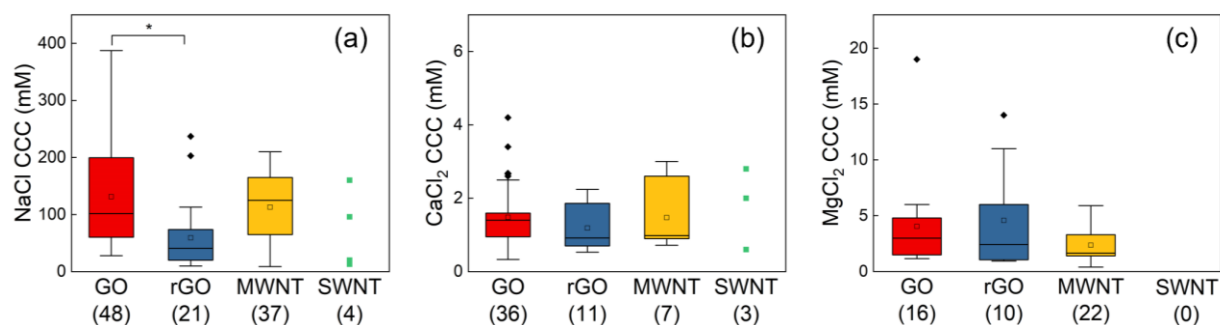 (a)
*
NaCl CCC (mM)
400
300
200
100
0
GO rGO MWNT SWNT
(48) (21) (37) (4)
(b)
CaCl₂ CCC (mM)
6
4
2
0
GO rGO MWNT SWNT
(36) (11) (7) (3)
(c)
MgCl₂ CCC (mM)
20
15
10
5
0
GO rGO MWNT SWNT
(16) (10) (22) (0)